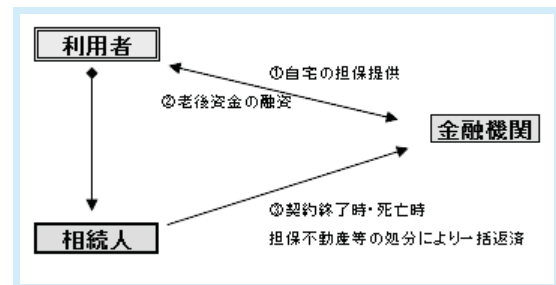 利用者
①自宅の担保提供
②老後資金の融資
金融機関
③契約終了時・死亡時
相続人
担保不動産等の処分により一括返済